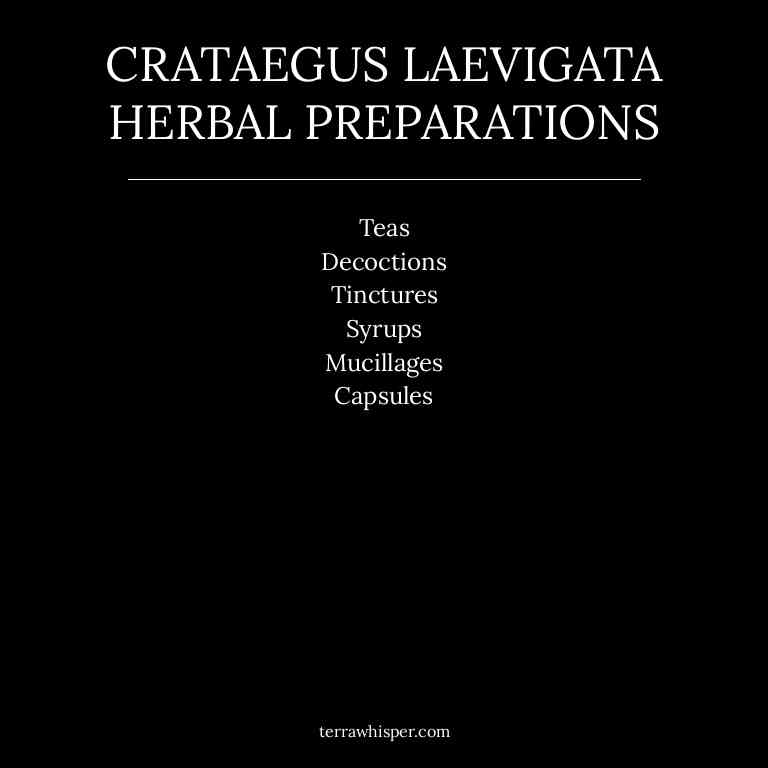 CRATAEGUS LAEVIGATA
HERBAL PREPARATIONS
Teas
Decoctions
Tinctures
Syrups
Mucillages
Capsules
terrawhisper.com